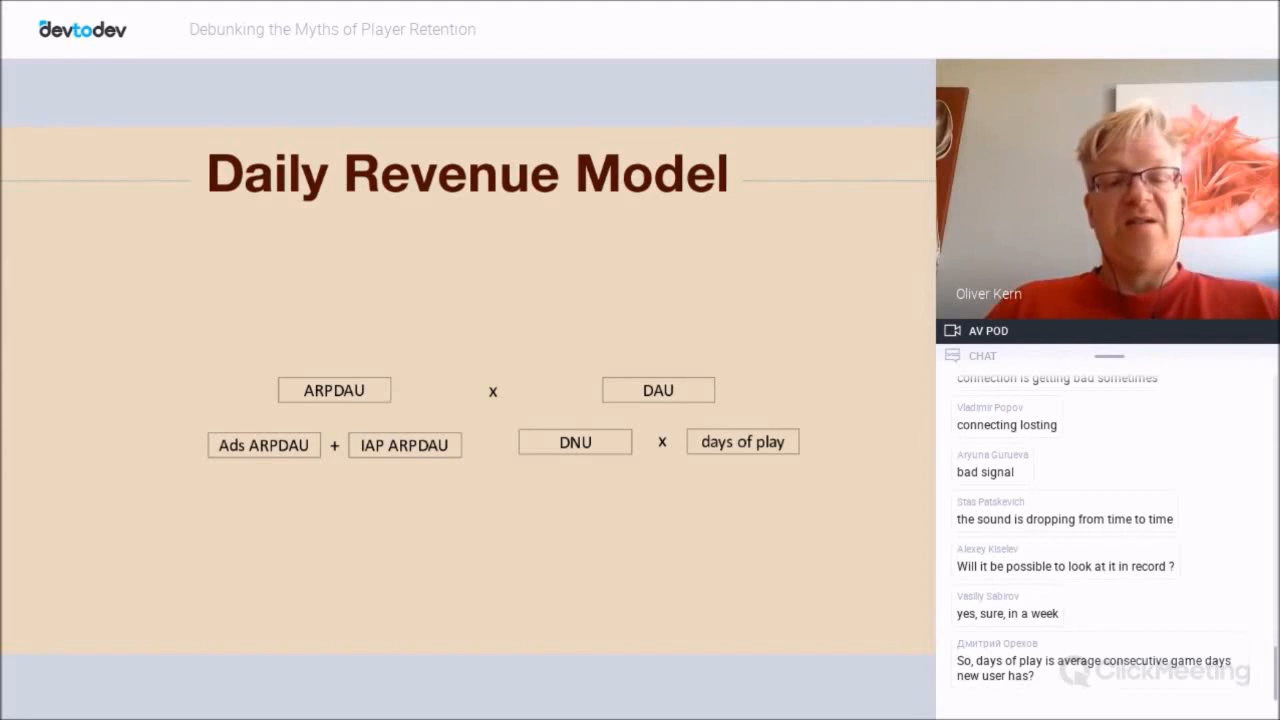 devtodev
Debunking the Myths of Player Retention
Daily Revenue Model
ARPDAU x DAU
Ads ARPDAU + IAP ARPDAU DNU x days of play
Oliver Kern
AV POD
CHAT
connection is getting bad sometimes
Vladimir Popov
connecting losting
Aryuna Gurueva
bad signal
Stas Patskevich
the sound is dropping from time to time
Alexey Kiselev
Will it be possible to look at it in record ?
Vasiliy Sabirov
yes, sure, in a week
Дмитрий Орехов
So, days of play is average consecutive game days
new user has?
ClickMeeting